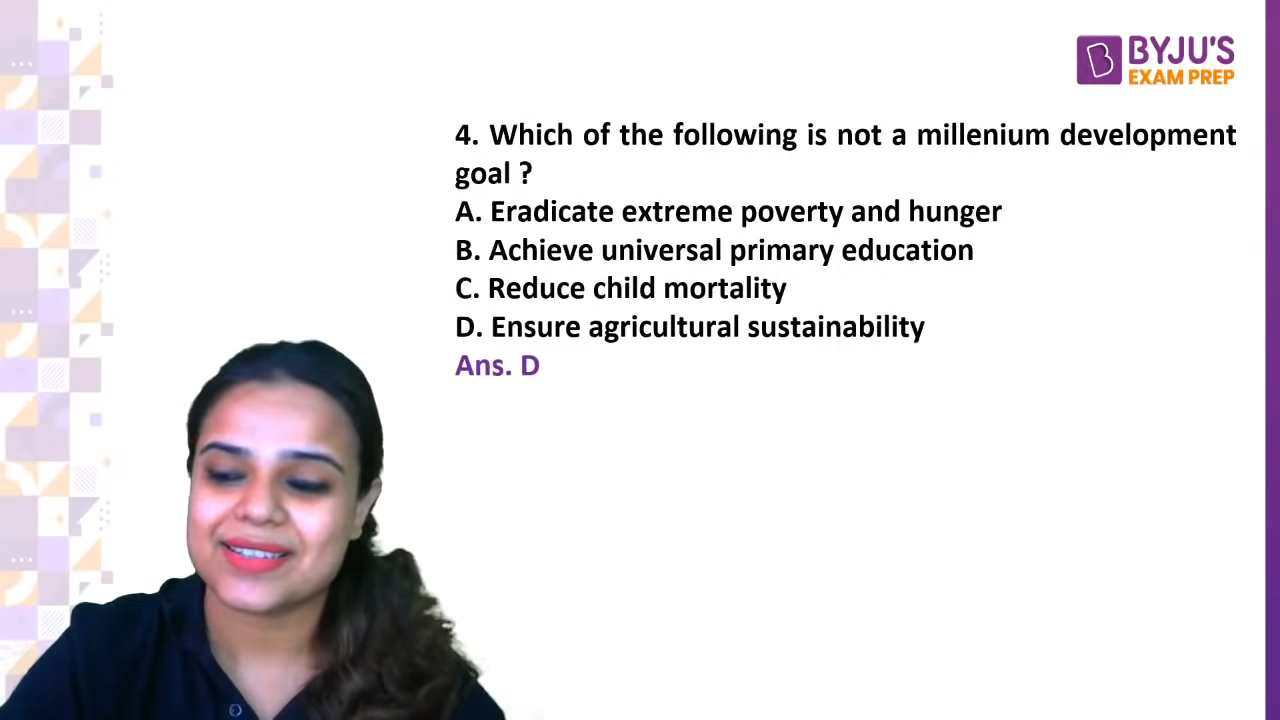 BYJU'S
EXAM PREP
4. Which of the following is not a millenium development
goal ?
A. Eradicate extreme poverty and hunger
B. Achieve universal primary education
C. Reduce child mortality
D. Ensure agricultural sustainability
Ans. D